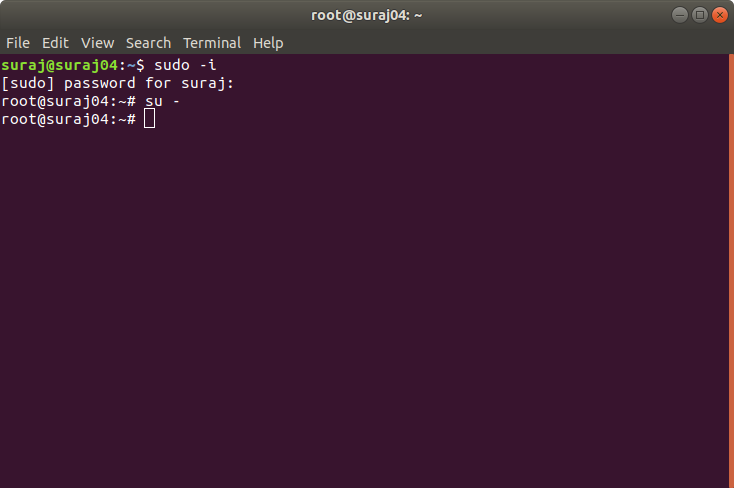 root@suraj04: ~
File Edit View Search Terminal Help
suraj@suraj04:~$ sudo -i
[sudo] password for suraj:
root@suraj04:~# su -
root@suraj04:~#